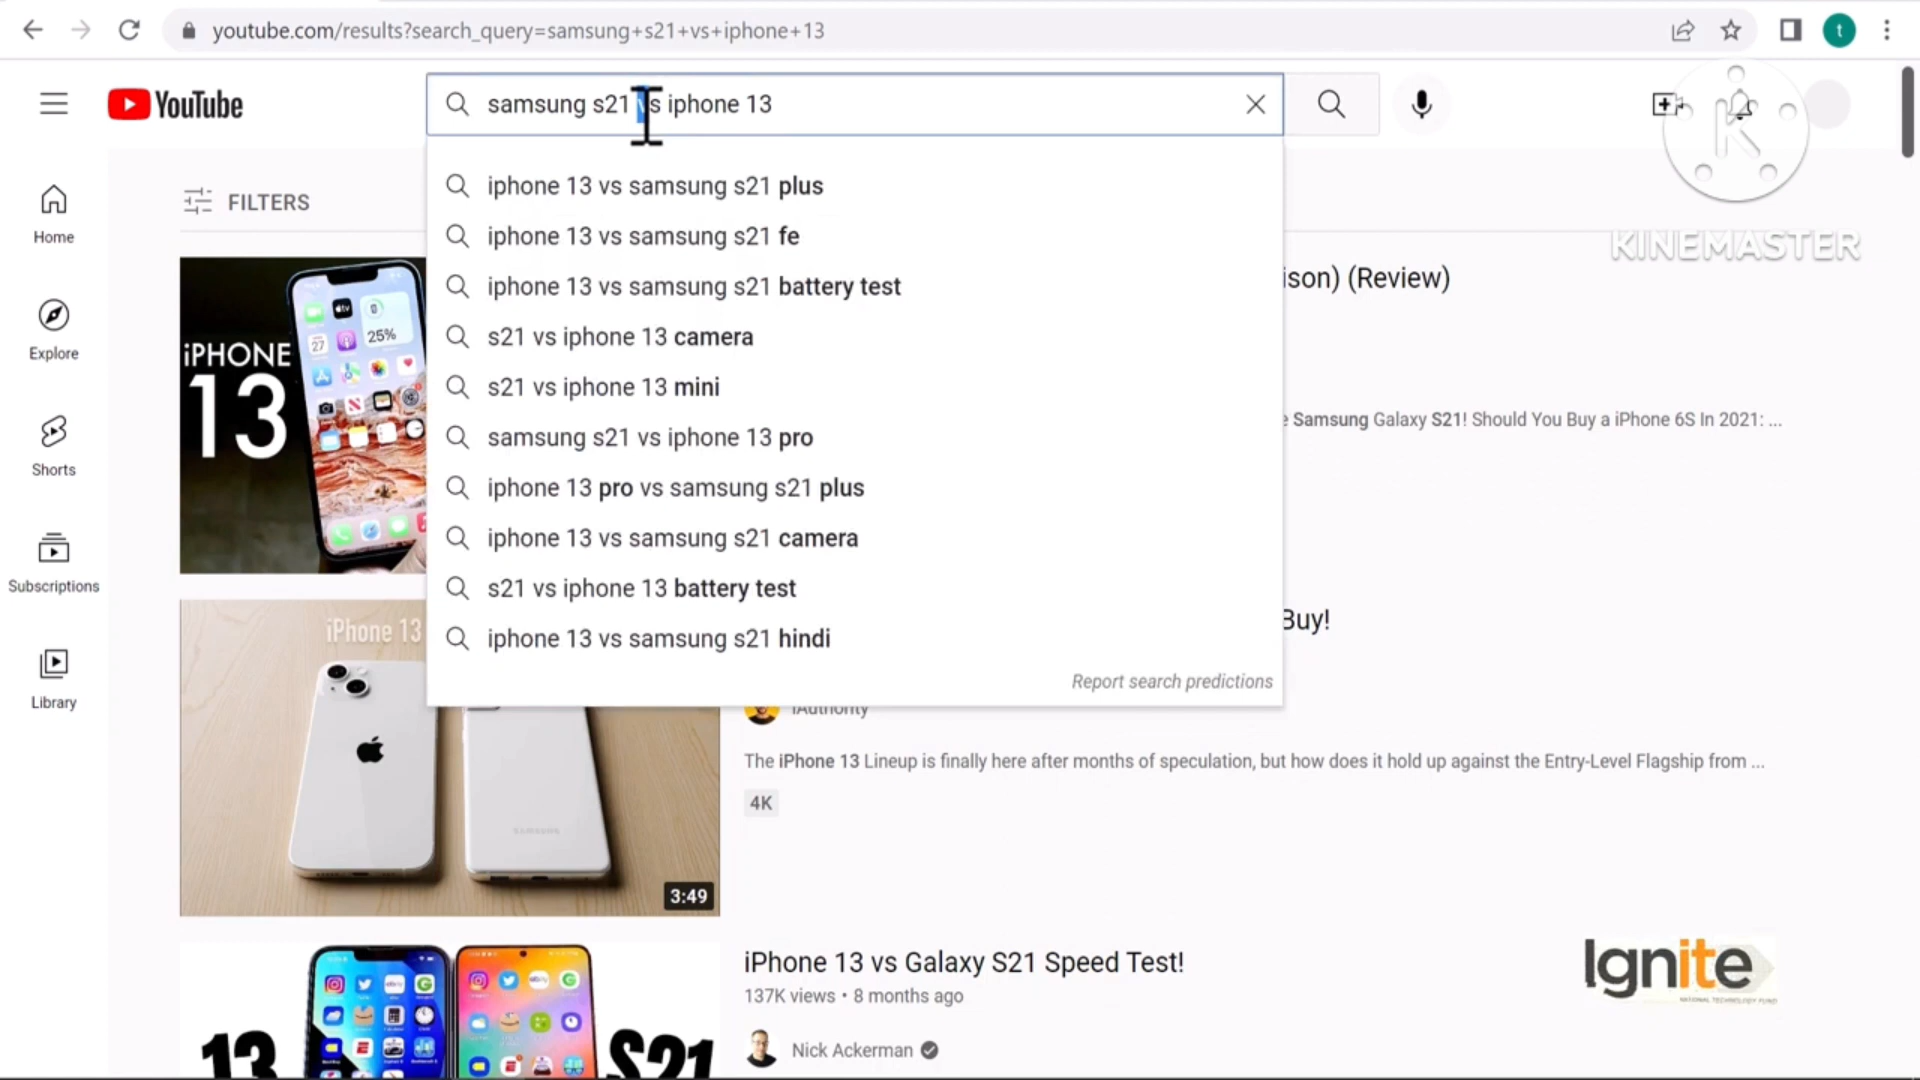 youtube.com/results?search_query=samsung+s21+vs+iphone+13
t
YouTube
samsung s21 vs iphone 13
K
KINEMASTER
Home
Explore
Shorts
Subscriptions
Library
FILTERS
iphone 13 vs samsung s21 plus
iphone 13 vs samsung s21 fe
iphone 13 vs samsung s21 battery test
s21 vs iphone 13 camera
s21 vs iphone 13 mini
samsung s21 vs iphone 13 pro
iphone 13 pro vs samsung s21 plus
iphone 13 vs samsung s21 camera
s21 vs iphone 13 battery test
iphone 13 vs samsung s21 hindi
Report search predictions
iPHONE
13
25%
27
ison) (Review)
Samsung Galaxy S21! Should You Buy a iPhone 6S In 2021: ...
iPhone 13
SAMSUNG
3:49
Buy!
iAuthority
The iPhone 13 Lineup is finally here after months of speculation, but how does it hold up against the Entry-Level Flagship from ...
4K
13
S21
iPhone 13 vs Galaxy S21 Speed Test!
137K views • 8 months ago
Nick Ackerman
Ignite
NATIONAL TECHNOLOGY FUND